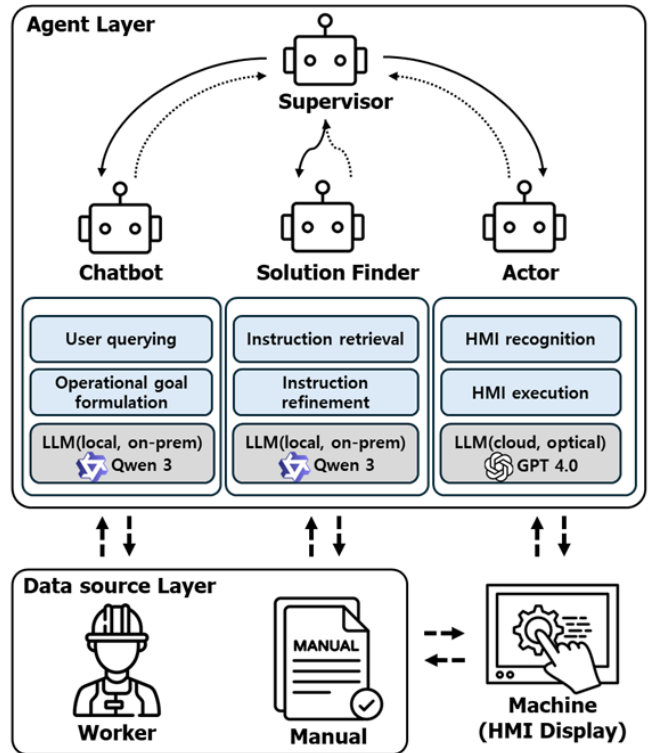 Agent Layer
Supervisor
Chatbot
Solution Finder
Actor
User querying
Operational goal
formulation
LLM(local, on-prem)
Qwen 3
Instruction retrieval
Instruction
refinement
LLM(local, on-prem)
Qwen 3
HMI recognition
HMI execution
LLM(cloud, optical)
GPT 4.0
Data source Layer
Worker
MANUAL
Manual
Machine
(HMI Display)